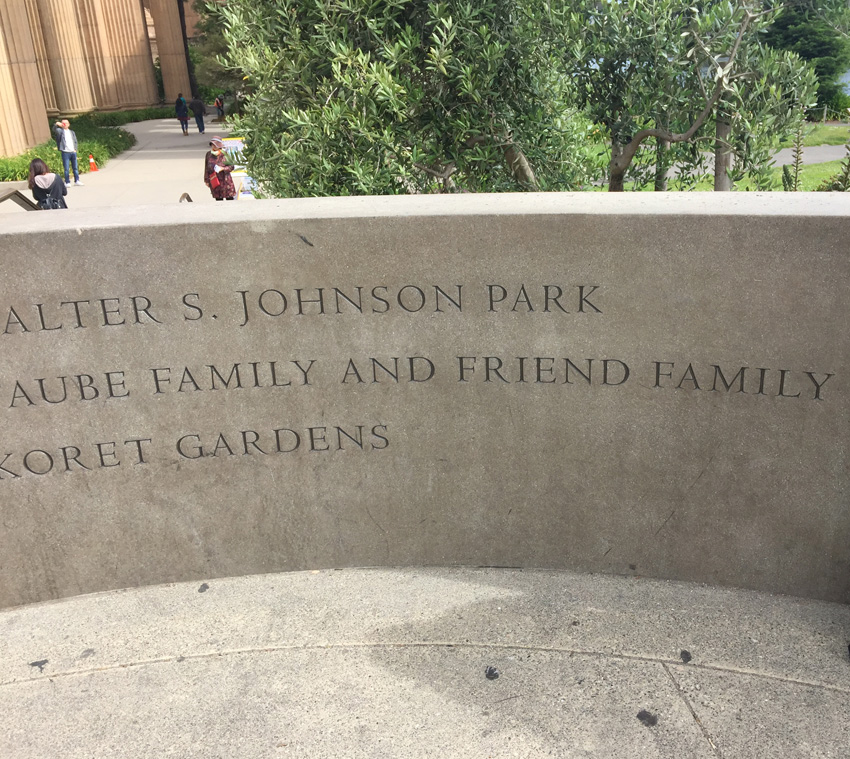 ALTER S. JOHNSON PARK
AUBE FAMILY AND FRIEND FAMILY
KORET GARDENS